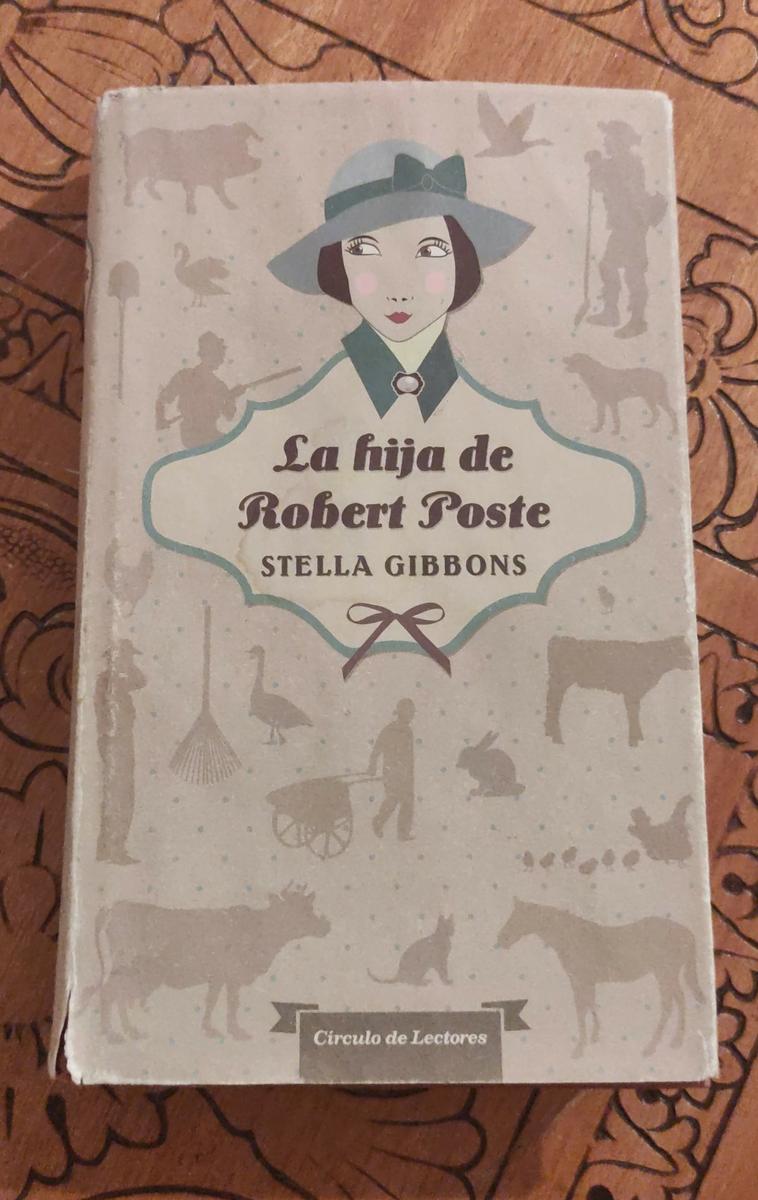 La hija de
Robert Poste
STELLA GIBBONS
Círculo de Lectores